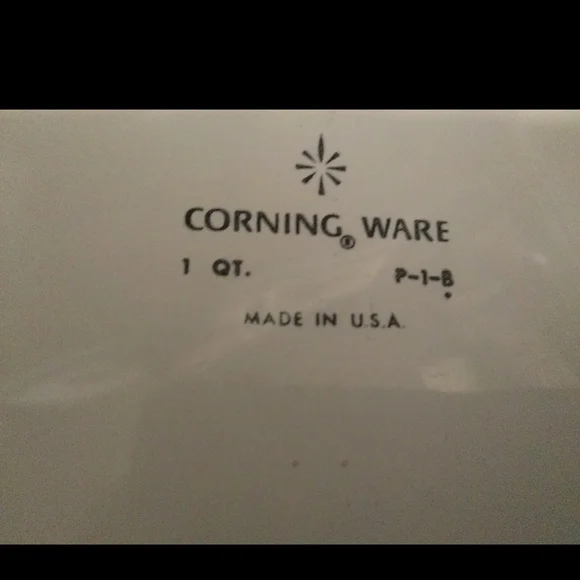 CORNING® WARE
1 QT. P-1-B
MADE IN U.S.A.